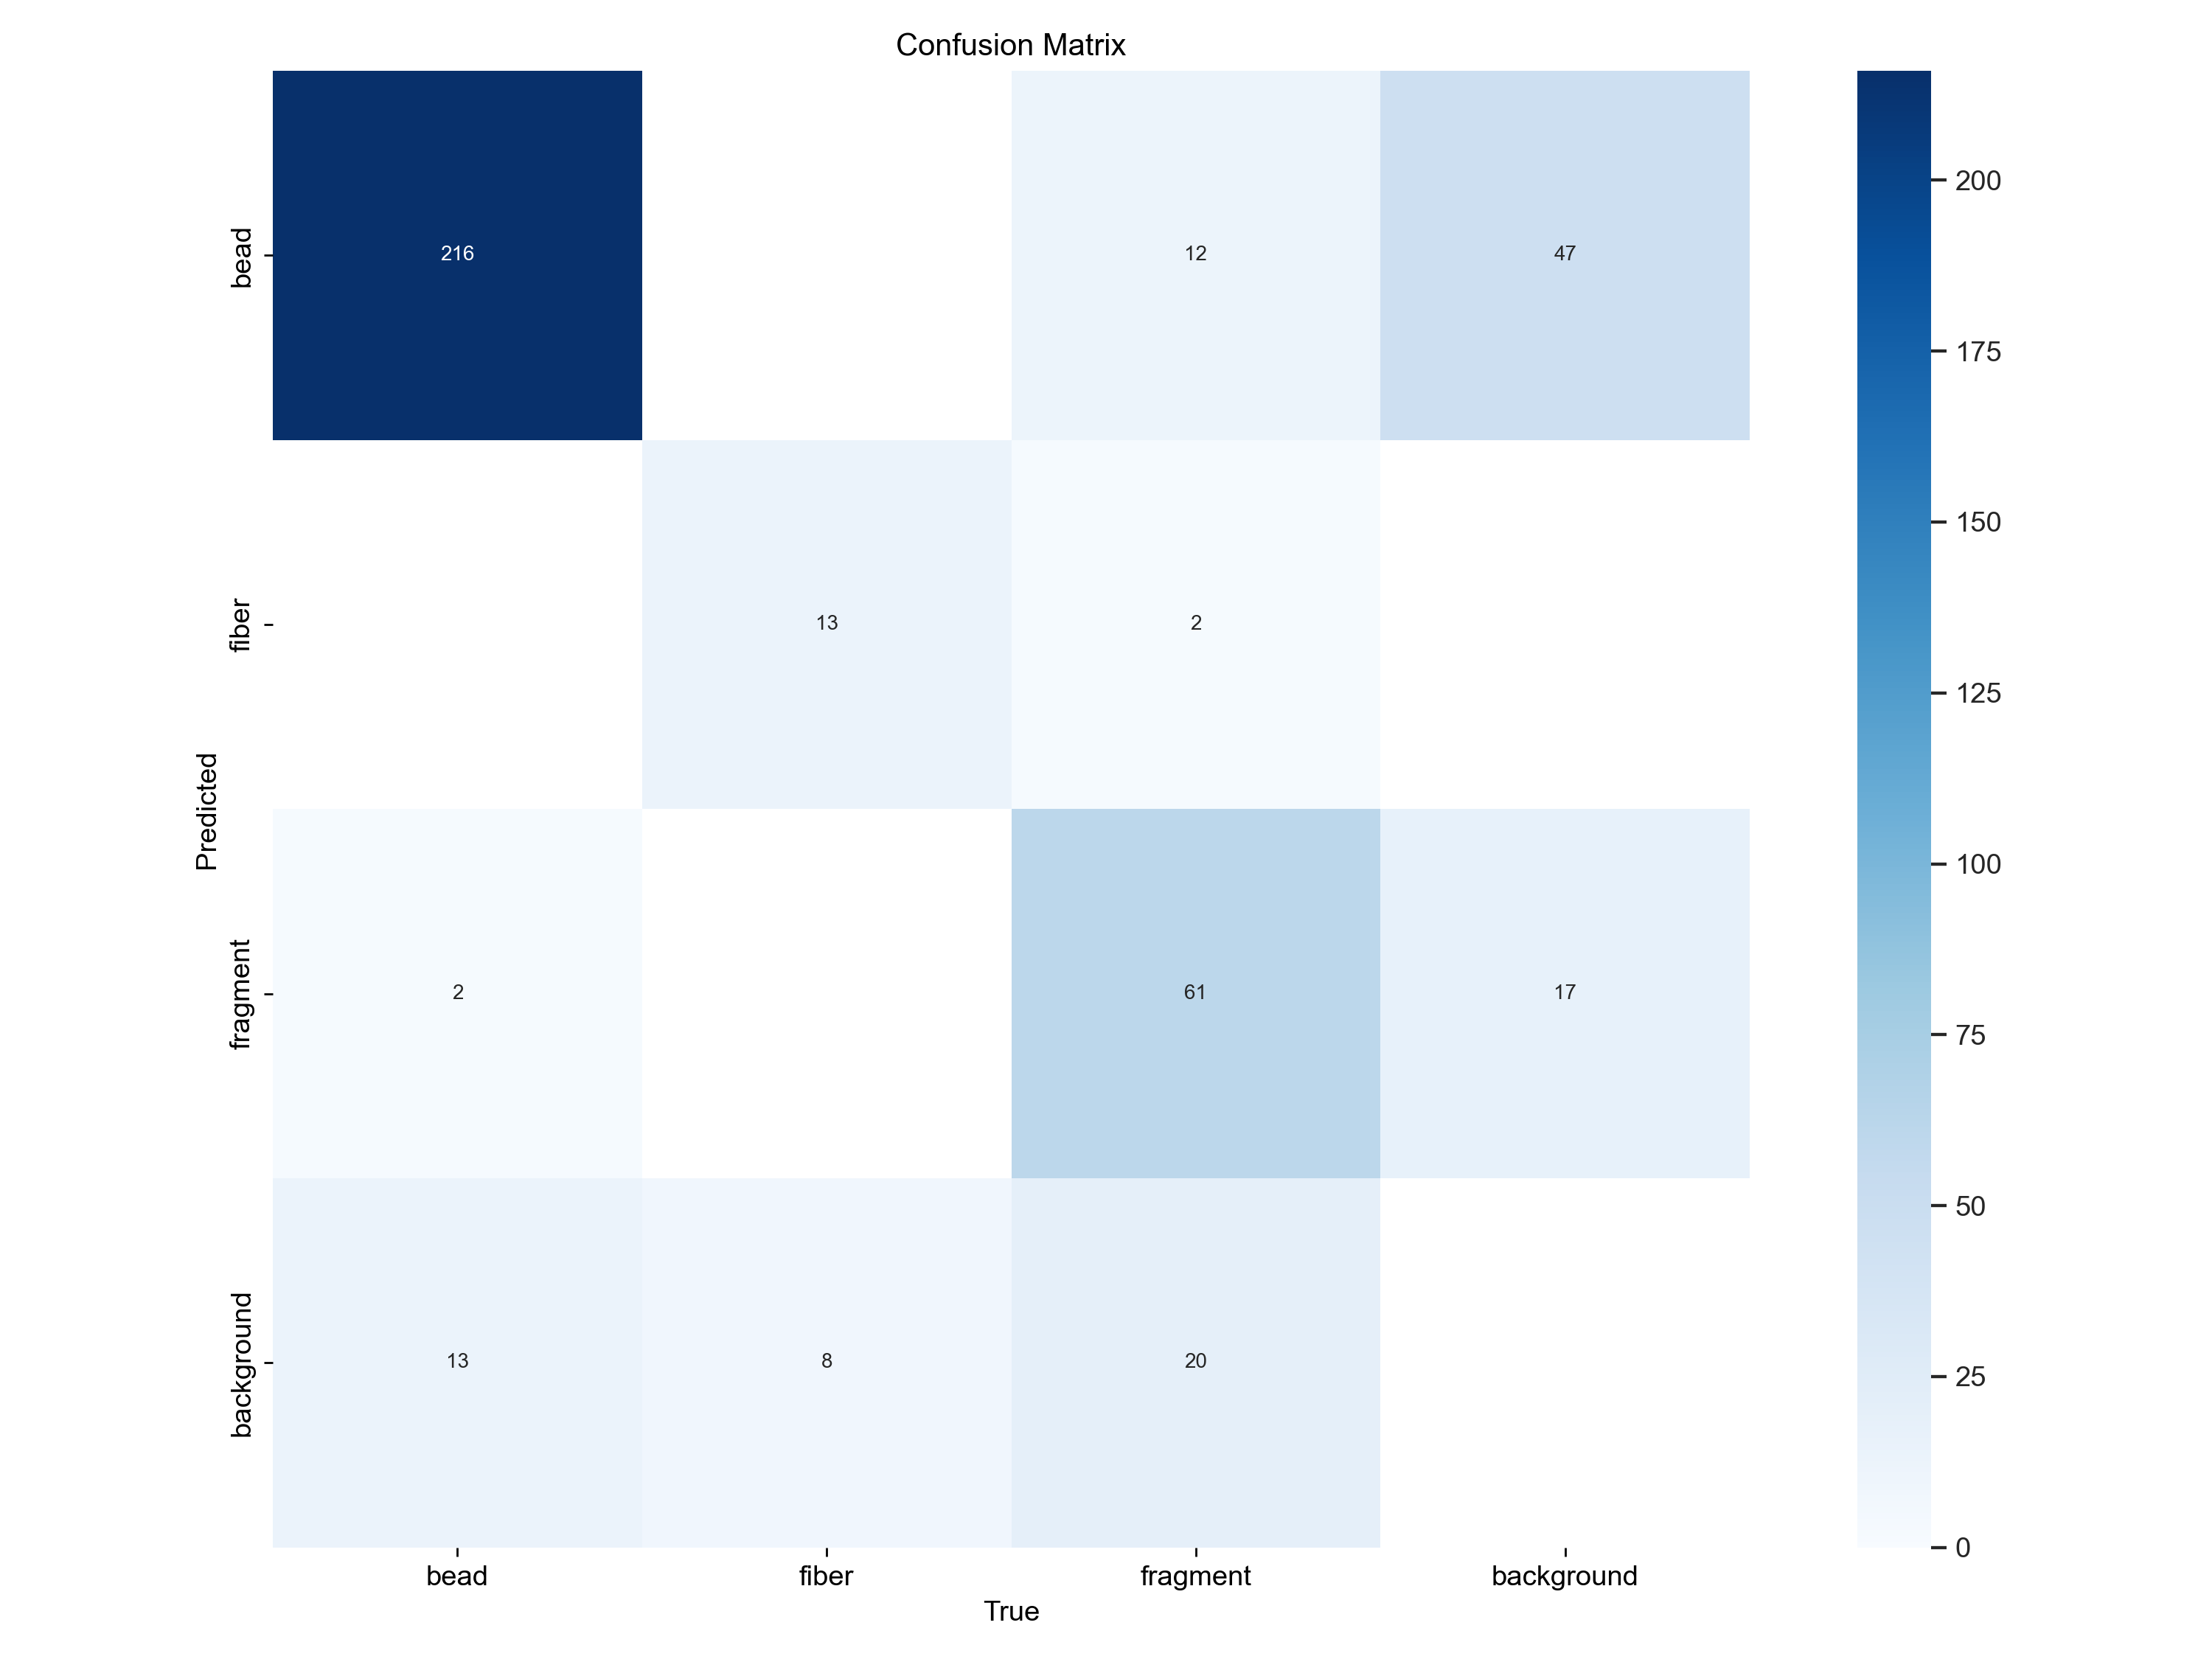 Confusion Matrix
bead
216
12
47
200
175
fiber
13
2
150
125
Predicted
fragment
2
61
17
100
75
background
13
8
20
50
25
0
bead
fiber
fragment
background
True